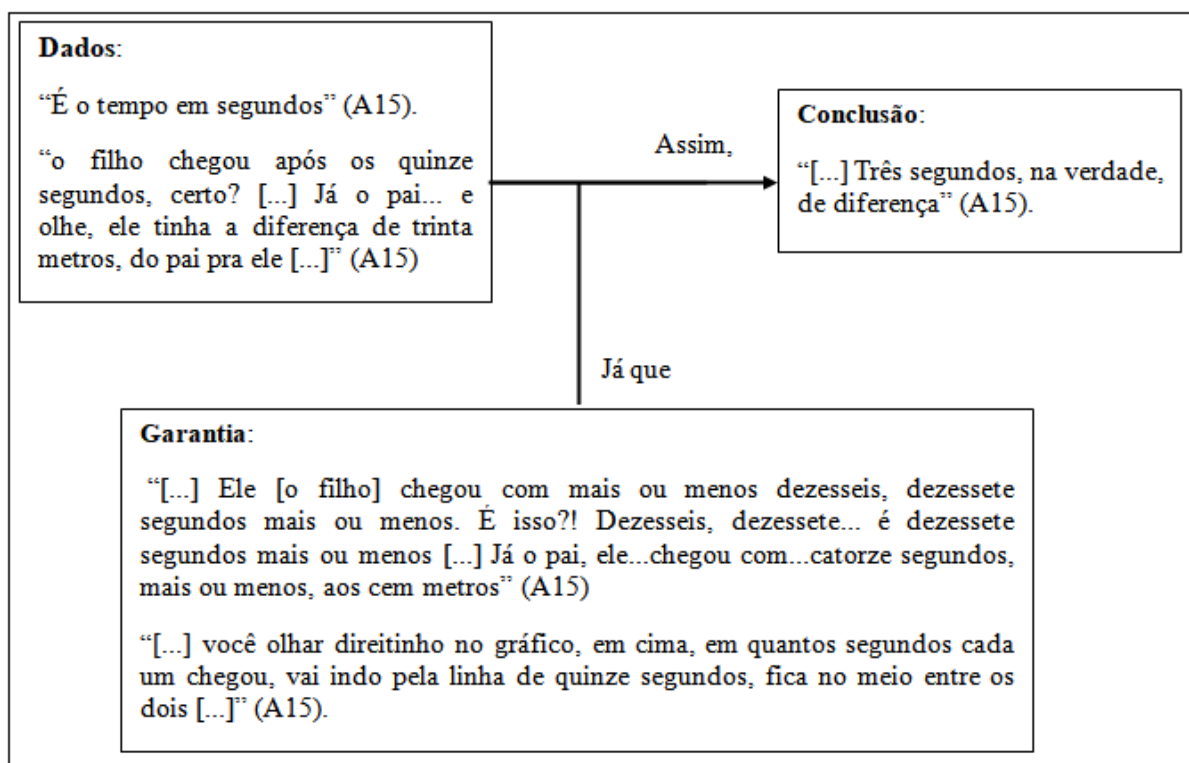 Dados:
“É o tempo em segundos” (A15).
“o filho chegou após os quinze
segundos, certo? [...] Já o pai... e
olhe, ele tinha a diferença de trinta
metros, do pai pra ele [...]” (A15)
Assim,
Conclusão:
“[...] Três segundos, na verdade,
de diferença” (A15).
Já que
Garantia:
“[...] Ele [o filho] chegou com mais ou menos dezesseis, dezessete
segundos mais ou menos. É isso?! Dezesseis, dezessete... é dezessete
segundos mais ou menos [...] Já o pai, ele...chegou com...catorze segundos,
mais ou menos, aos cem metros” (A15)
“[...] você olhar direitinho no gráfico, em cima, em quantos segundos cada
um chegou, vai indo pela linha de quinze segundos, fica no meio entre os
dois [...]” (A15).